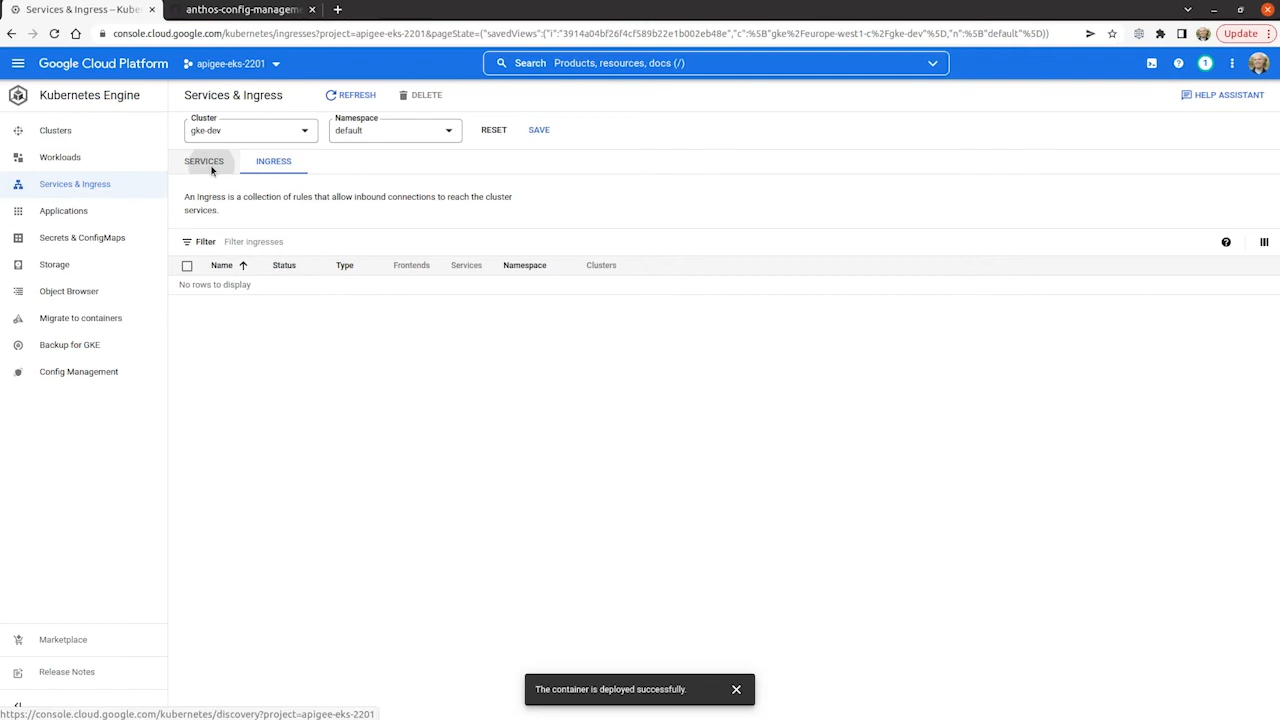 Services & Ingress – Kube
anthos-config-manageme
console.cloud.google.com/kubernetes/ingresses?project=apigee-eks-2201&pageState=("savedViews":("i":"3914a04bf26f4cf589b22e1b002eb48e","c":%5B"gke%2Feurope-west1-c%2Fgke-dev"%5D,"n":%5B"default"%5D))
Update
Google Cloud Platform
apigee-eks-2201
Search Products, resources, docs (/)
1
Kubernetes Engine
Services & Ingress
REFRESH
DELETE
HELP ASSISTANT
Clusters
Workloads
Services & Ingress
Applications
Secrets & ConfigMaps
Storage
Object Browser
Migrate to containers
Backup for GKE
Config Management
Marketplace
Release Notes
Cluster
gke-dev
Namespace
default
RESET
SAVE
SERVICES
INGRESS
An Ingress is a collection of rules that allow inbound connections to reach the cluster
services.
Filter Filter ingresses
Name Status Type Frontends Services Namespace Clusters
No rows to display
The container is deployed successfully.
https://console.cloud.google.com/kubernetes/discovery?project=apigee-eks-2201